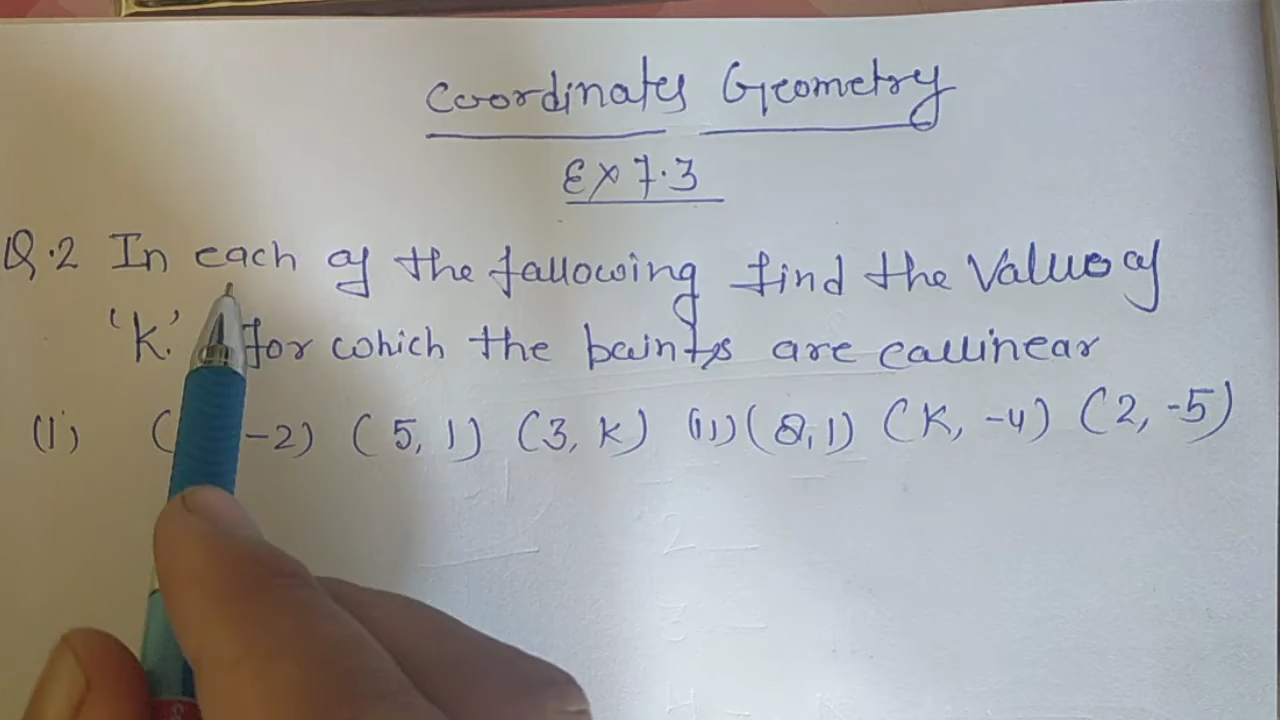 Coordinates Geometry
Ex 7.3
Q.2 In each of the following find the Value of
'K.' for which the points are collinear
(i) ( -2) (5, 1) (3, K) (ii) (8, 1) (K, -4) (2, -5)